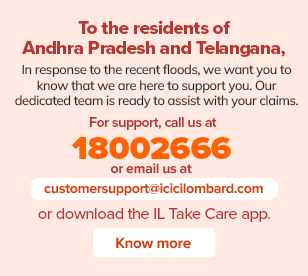 To the residents of
Andhra Pradesh and Telangana,
In response to the recent floods, we want you to
know that we are here to support you. Our
dedicated team is ready to assist with your claims.
For support, call us at
18002666
or email us at
customersupport@icicilombard.com
or download the IL Take Care app.
Know more